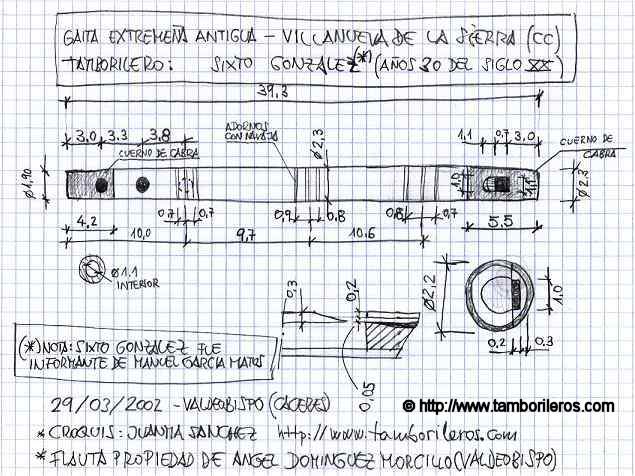 GAITA EXTREMEÑA ANTIGUA - VILLANUEVA DE LA SIERRA (CC)
TAMBORILERO: SIXTO GONZALEZ (*) (AÑOS 30 DEL SIGLO XX)
39,3
3,0 3,3 3,8
ADORNOS CON NAVAJA
Ø 2,3
1,1 0,7 3,0
CUERNO DE CABRA
CUERNO DE CABRA
Ø 1,90
1,0
1,1
Ø 2,3
0,7 0,7
0,9 0,8
0,8 0,7
4,2
5,5
10,0 9,7 10,6
Ø 1.1
INTERIOR
0,3
0,2
0,05
Ø 2,2
1,0
0,2 0,3
(*) NOTA: SIXTO GONZALEZ FUE
INFORMANTE DE MANUEL GARCIA MATOS
29/03/2002 - VALDEOBISPO (CACERES)
© http://www.tamborileros.com
* CROQUIS: JUANTIA SANCHEZ http://www.tamborileros.com
* FLAUTA PROPIEDAD DE ANGEL DOMINGUEZ MORCILLO (VALDEOBISPO)